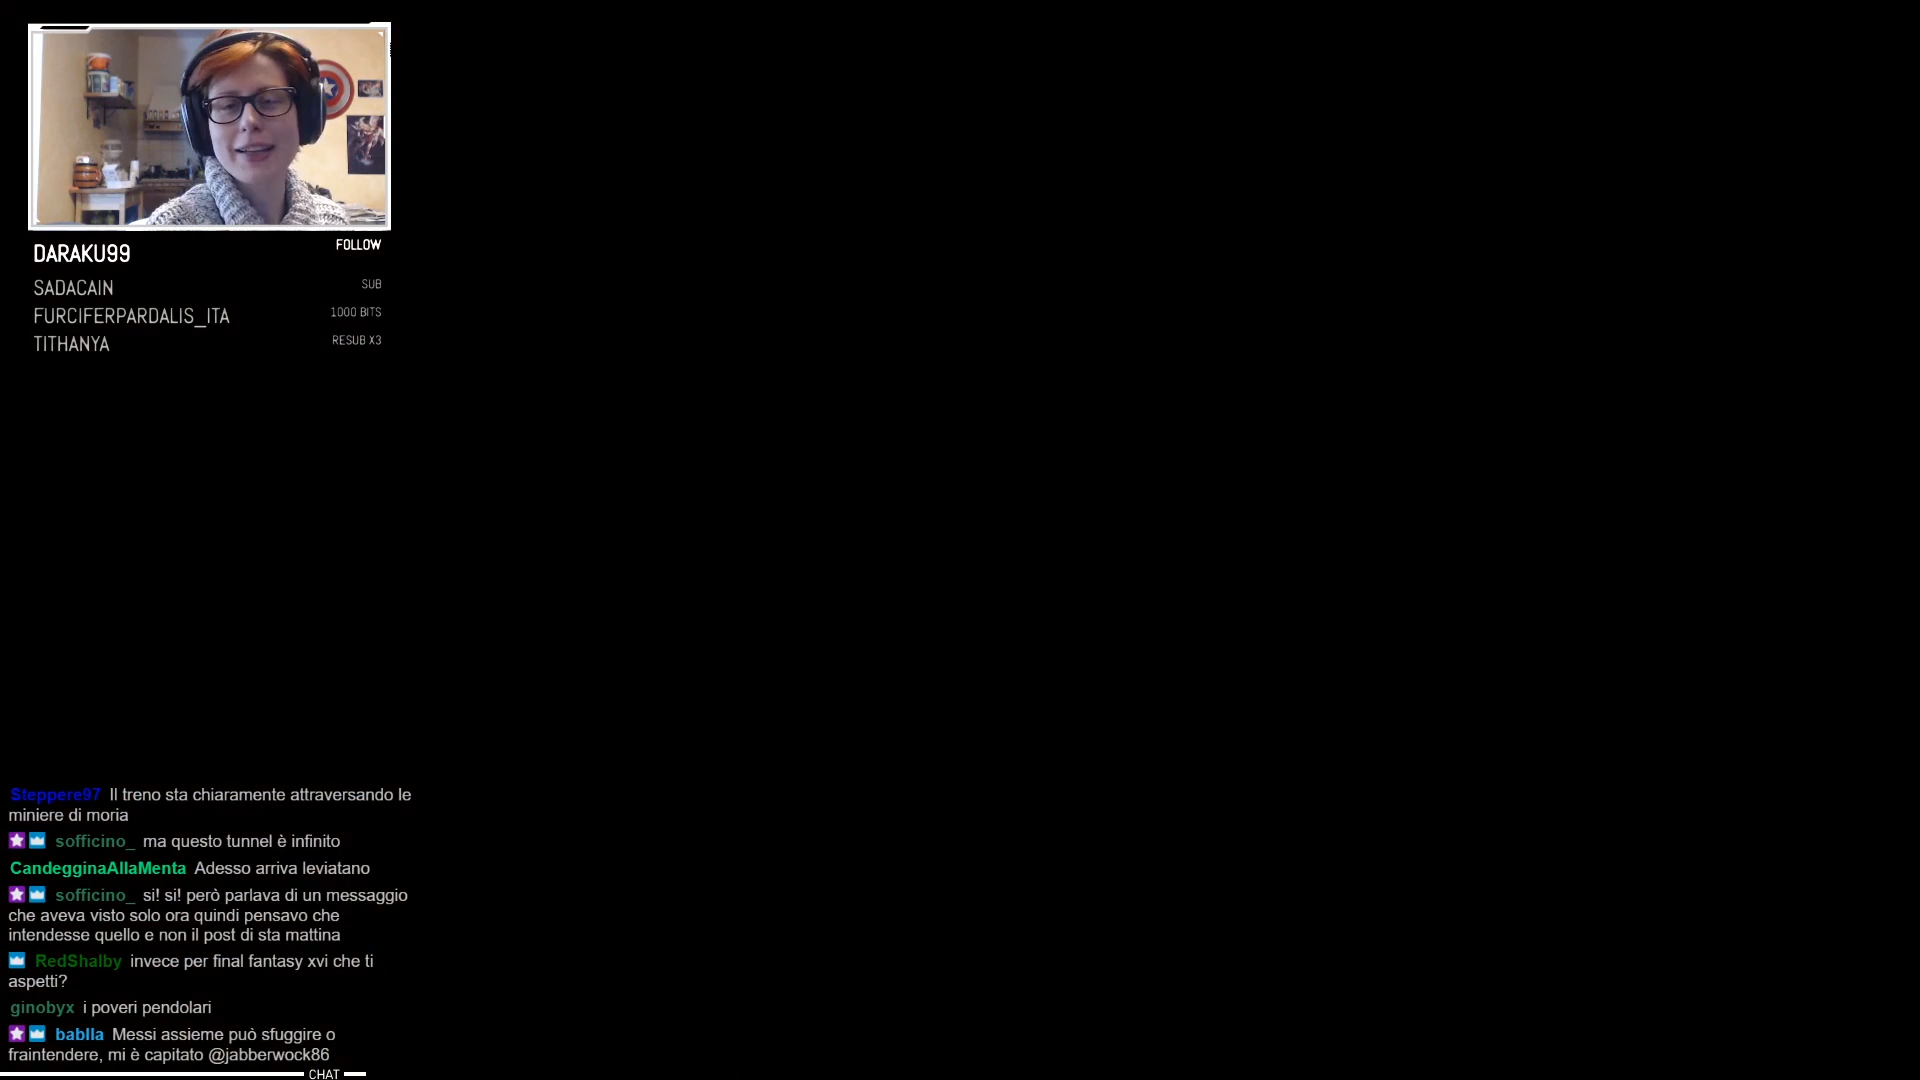 DARAKU99 FOLLOW
SADACAIN SUB
FURCIFERPARDALIS_ITA 1000 BITS
TITHANYA RESUB X3
Steppere97 Il treno sta chiaramente attraversando le
miniere di moria
sofficino_ ma questo tunnel è infinito
CandegginaAllaMenta Adesso arriva leviatano
sofficino_ si! si! però parlava di un messaggio
che aveva visto solo ora quindi pensavo che
intendesse quello e non il post di sta mattina
RedShalby invece per final fantasy xvi che ti
aspetti?
ginobyx i poveri pendolari
bablla Messi assieme può sfuggire o
fraintendere, mi è capitato @jabberwock86
CHAT